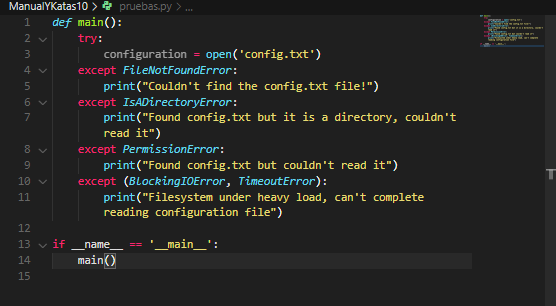 ManualYKatas10 > pruebas.py > ...
1 def main():
2 try:
3 configuration = open('config.txt')
4 except FileNotFoundError:
5 print("Couldn't find the config.txt file!")
6 except IsADirectoryError:
7 print("Found config.txt but it is a directory, couldn't
read it")
8 except PermissionError:
9 print("Found config.txt but couldn't read it")
10 except (BlockingIOError, TimeoutError):
11 print("Filesystem under heavy load, can't complete
reading configuration file")
12
13 if __name__ == '__main__':
14 main()
15